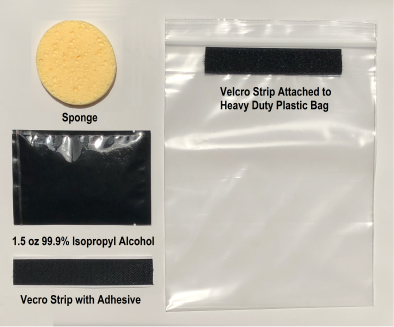 Sponge
Velcro Strip Attached to
Heavy Duty Plastic Bag
1.5 oz 99.9% Isopropyl Alcohol
Vecro Strip with Adhesive